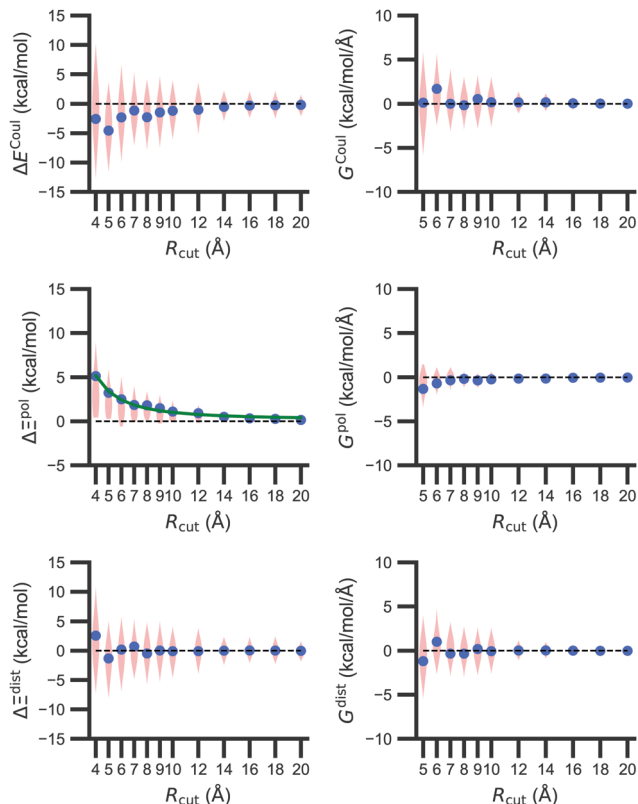 ΔE^Coul (kcal/mol)
15
10
5
0
−5
−10
−15
4 5 6 7 8 9 10 12 14 16 18 20
R_cut (Å)
G^Coul (kcal/mol/Å)
10
5
0
−5
−10
5 6 7 8 9 10 12 14 16 18 20
R_cut (Å)
ΔΞ^pol (kcal/mol)
15
10
5
0
−5
4 5 6 7 8 9 10 12 14 16 18 20
R_cut (Å)
G^pol (kcal/mol/Å)
10
5
0
−5
−10
5 6 7 8 9 10 12 14 16 18 20
R_cut (Å)
ΔΞ^dist (kcal/mol)
15
10
5
0
−5
−10
−15
4 5 6 7 8 9 10 12 14 16 18 20
R_cut (Å)
G^dist (kcal/mol/Å)
10
5
0
−5
−10
5 6 7 8 9 10 12 14 16 18 20
R_cut (Å)